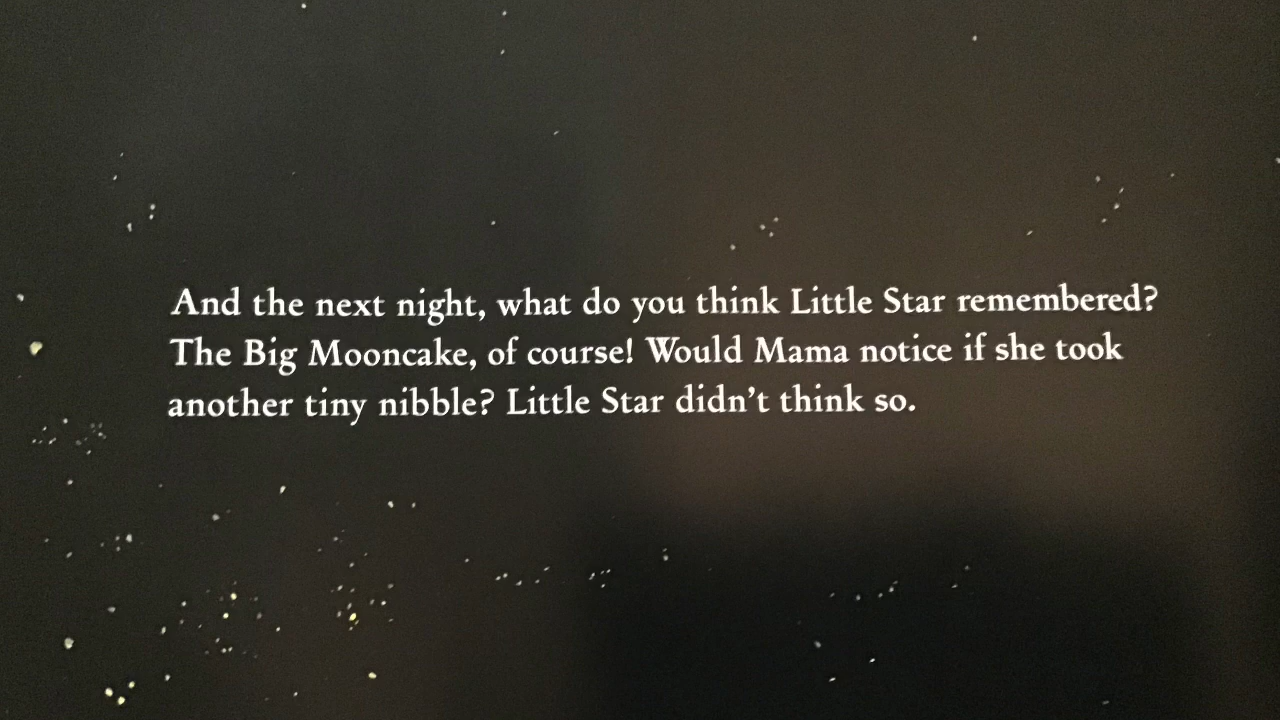 And the next night, what do you think Little Star remembered?
The Big Mooncake, of course! Would Mama notice if she took
another tiny nibble? Little Star didn’t think so.